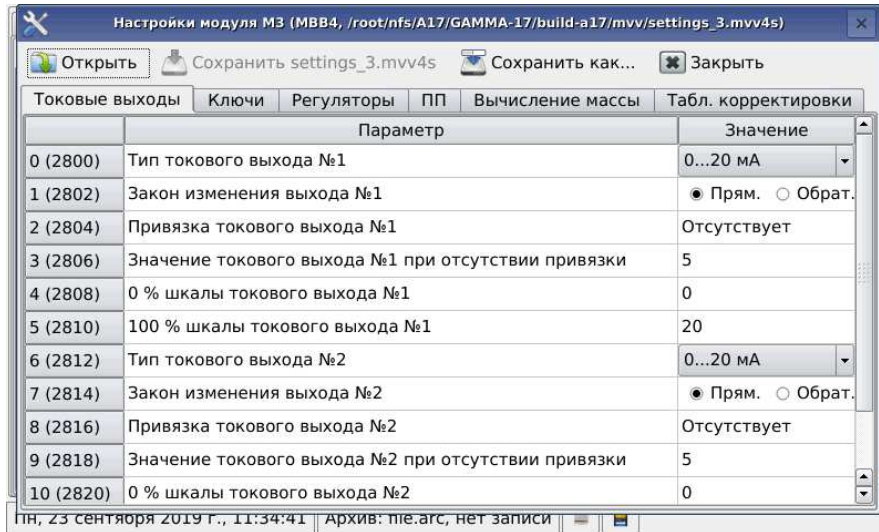 Настройки модуля М3 (МВВ4, /root/nfs/A17/GAMMA-17/build-a17/mvv/settings_3.mvv4s)
Открыть Сохранить settings_3.mvv4s Сохранить как... Закрыть
Токовые выходы Ключи Регуляторы ПП Вычисление массы Табл. корректировки
Параметр Значение
0 (2800) Тип токового выхода №1 0...20 мА
1 (2802) Закон изменения выхода №1 Прям. Обрат.
2 (2804) Привязка токового выхода №1 Отсутствует
3 (2806) Значение токового выхода №1 при отсутствии привязки 5
4 (2808) 0 % шкалы токового выхода №1 0
5 (2810) 100 % шкалы токового выхода №1 20
6 (2812) Тип токового выхода №2 0...20 мА
7 (2814) Закон изменения выхода №2 Прям. Обрат.
8 (2816) Привязка токового выхода №2 Отсутствует
9 (2818) Значение токового выхода №2 при отсутствии привязки 5
10 (2820) 0 % шкалы токового выхода №2 0
Пн, 23 сентября 2019 г., 11:34:41 Архив: file.arc, нет записи